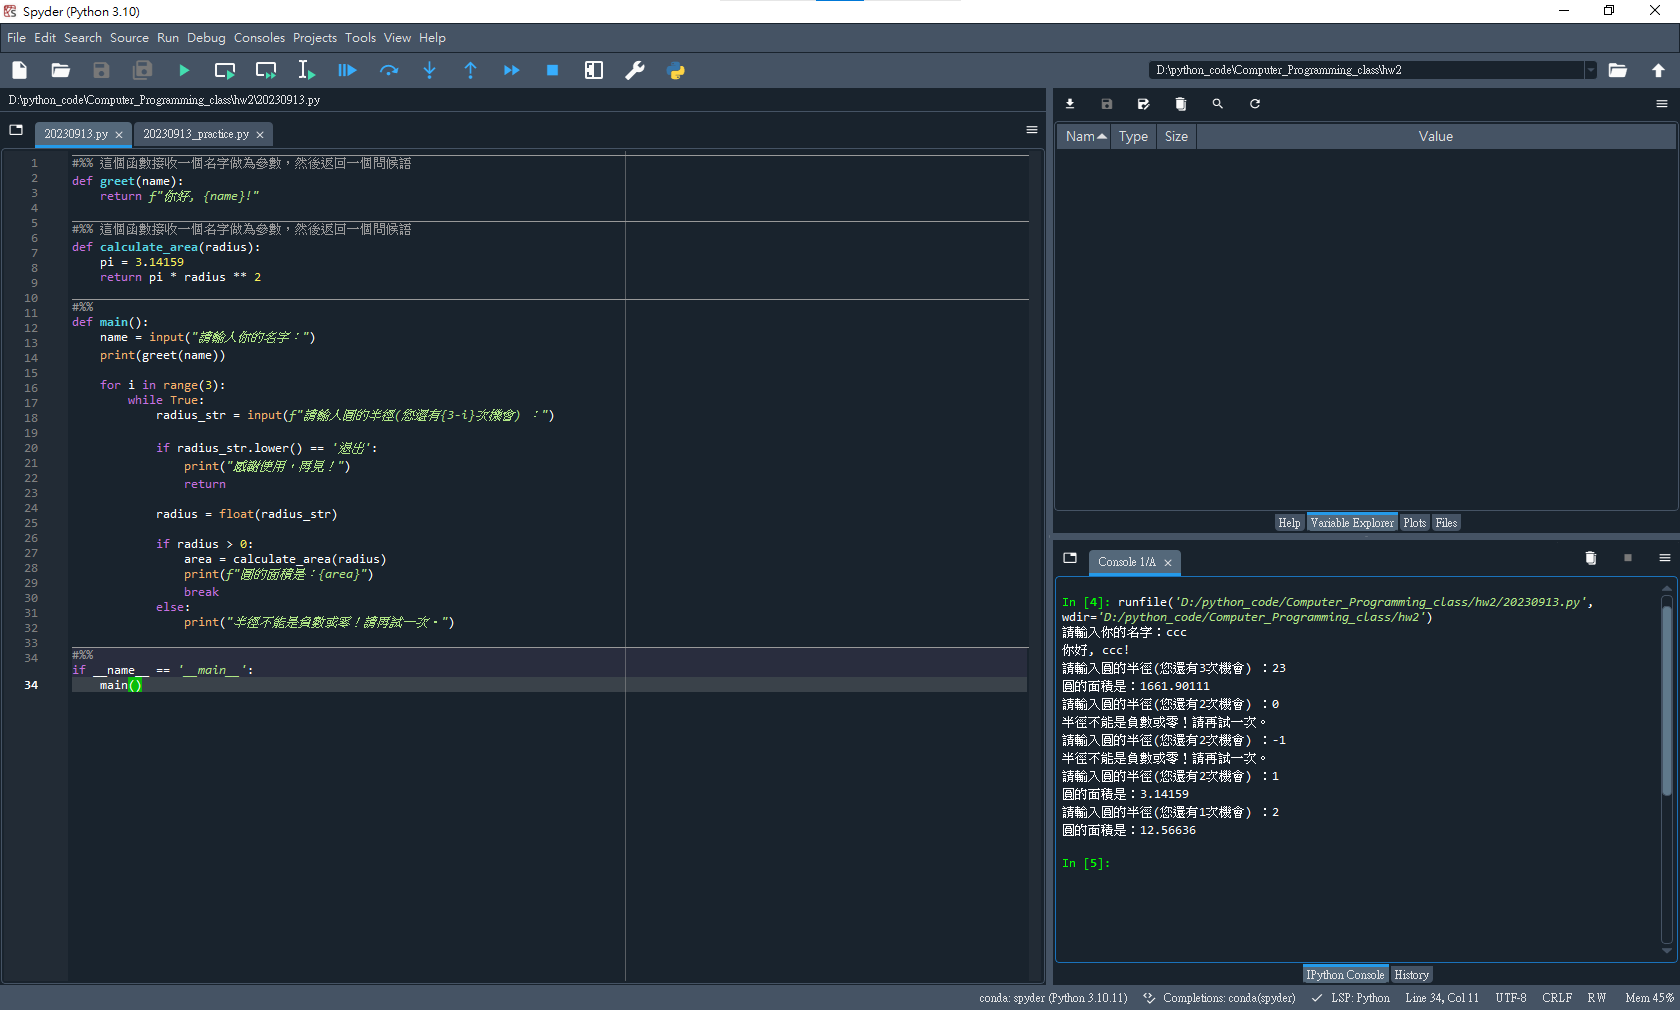 Spyder (Python 3.10)
File Edit Search Source Run Debug Consoles Projects Tools View Help
D:\python_code\Computer_Programming_class\hw2
D:\python_code\Computer_Programming_class\hw2\20230913.py
20230913.py
20230913_practice.py
1 #%% 這個函數接收一個名字做為參數，然後返回一個問候語
2 def greet(name):
3 return f"你好, {name}!"
4
5 #%% 這個函數接收一個名字做為參數，然後返回一個問候語
6 def calculate_area(radius):
7 pi = 3.14159
8 return pi * radius ** 2
9
10 #%%
11 def main():
12 name = input("請輸入你的名字：")
13 print(greet(name))
14
15 for i in range(3):
16 while True:
17 radius_str = input(f"請輸入圓的半徑(您還有{3-i}次機會) ：")
18
19 if radius_str.lower() == '退出':
20 print("感謝使用，再見！")
21 return
22
23 radius = float(radius_str)
24
25 if radius > 0:
26 area = calculate_area(radius)
27 print(f"圓的面積是：{area}")
28 break
29 else:
30 print("半徑不能是負數或零！請再試一次。")
31
32 #%%
33 if __name__ == '__main__':
34 main()
34
Nam Type Size Value
Help Variable Explorer Plots Files
Console 1/A
In [4]: runfile('D:/python_code/Computer_Programming_class/hw2/20230913.py',
wdir='D:/python_code/Computer_Programming_class/hw2')
請輸入你的名字：ccc
你好, ccc!
請輸入圓的半徑(您還有3次機會) ：23
圓的面積是：1661.90111
請輸入圓的半徑(您還有2次機會) ：0
半徑不能是負數或零！請再試一次。
請輸入圓的半徑(您還有2次機會) ：-1
半徑不能是負數或零！請再試一次。
請輸入圓的半徑(您還有2次機會) ：1
圓的面積是：3.14159
請輸入圓的半徑(您還有1次機會) ：2
圓的面積是：12.56636
In [5]:
IPython Console History
conda: spyder (Python 3.10.11) Completions: conda(spyder) LSP: Python Line 34, Col 11 UTF-8 CRLF RW Mem 45%